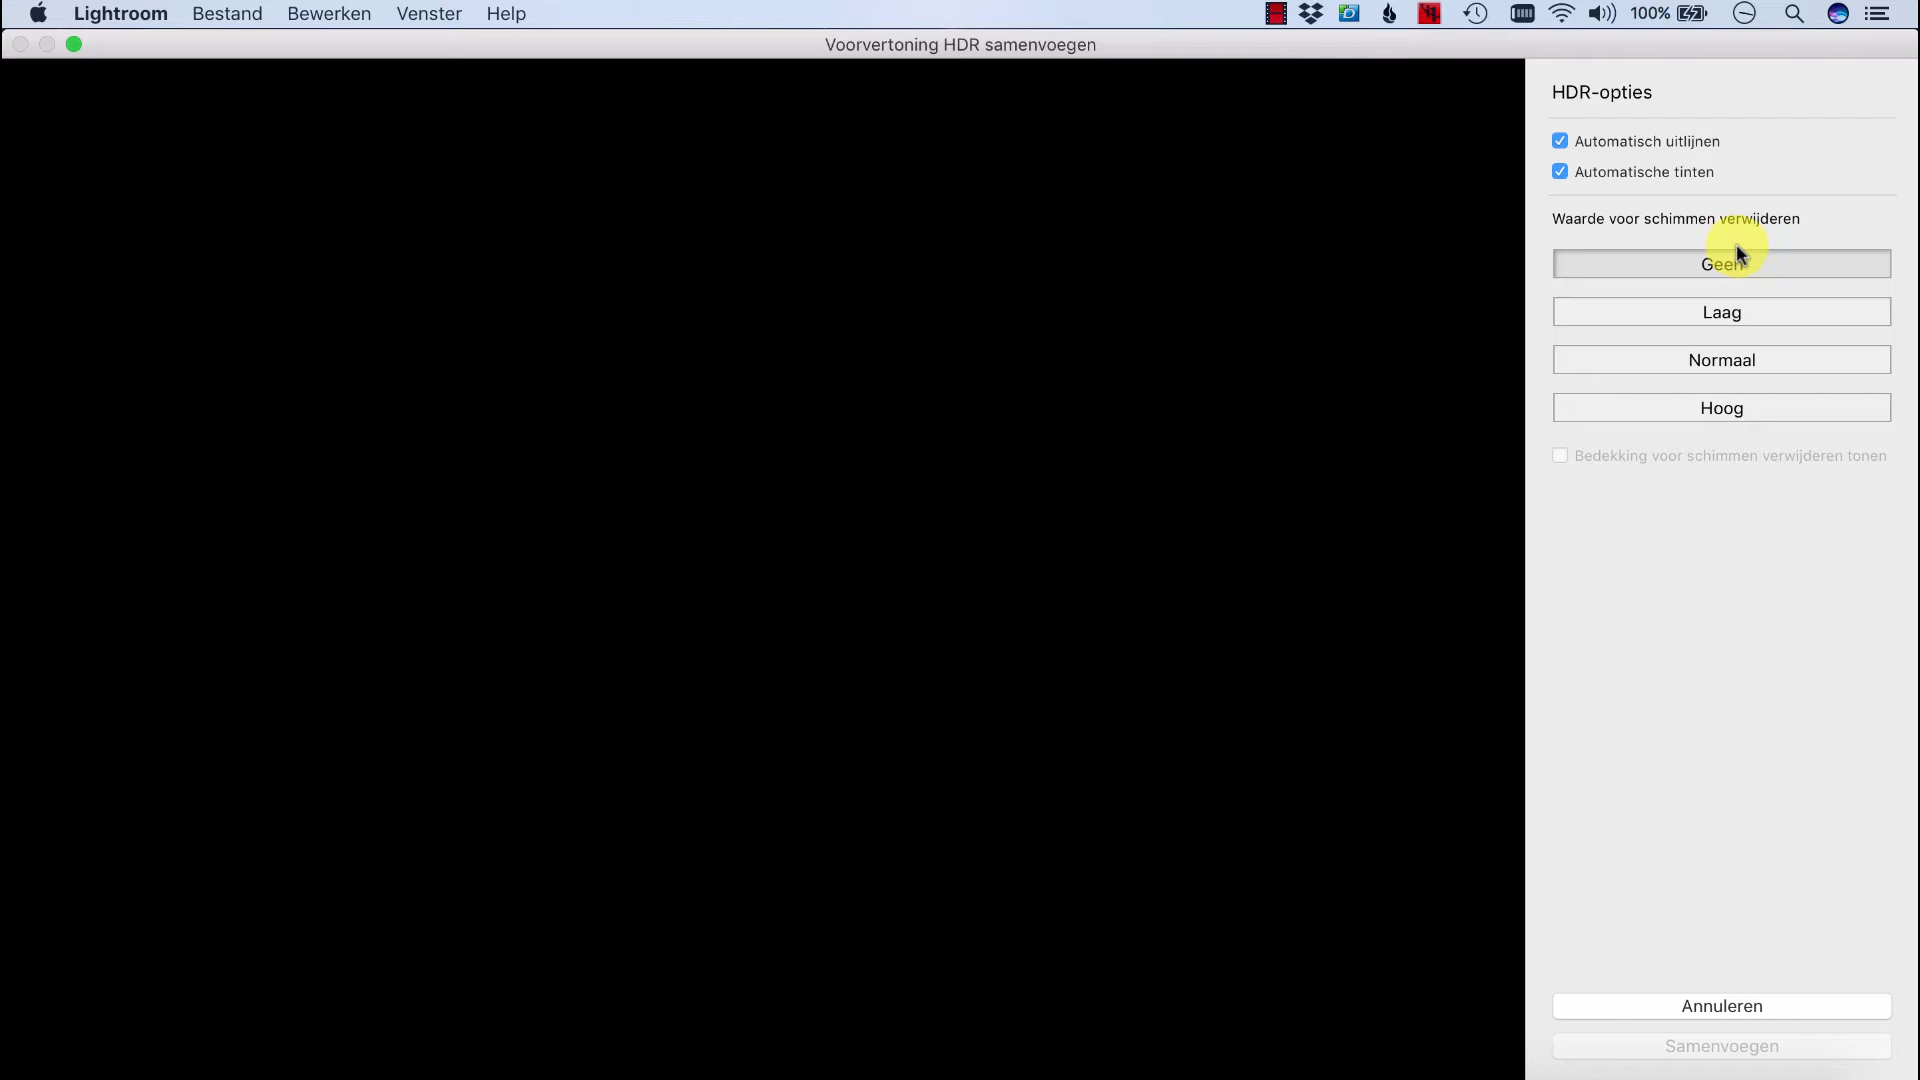 Lightroom Bestand Bewerken Venster Help 100%
Voorvertoning HDR samenvoegen
HDR-opties
Automatisch uitlijnen
Automatische tinten
Waarde voor schimmen verwijderen
Geen
Laag
Normaal
Hoog
Bedekking voor schimmen verwijderen tonen
Annuleren
Samenvoegen